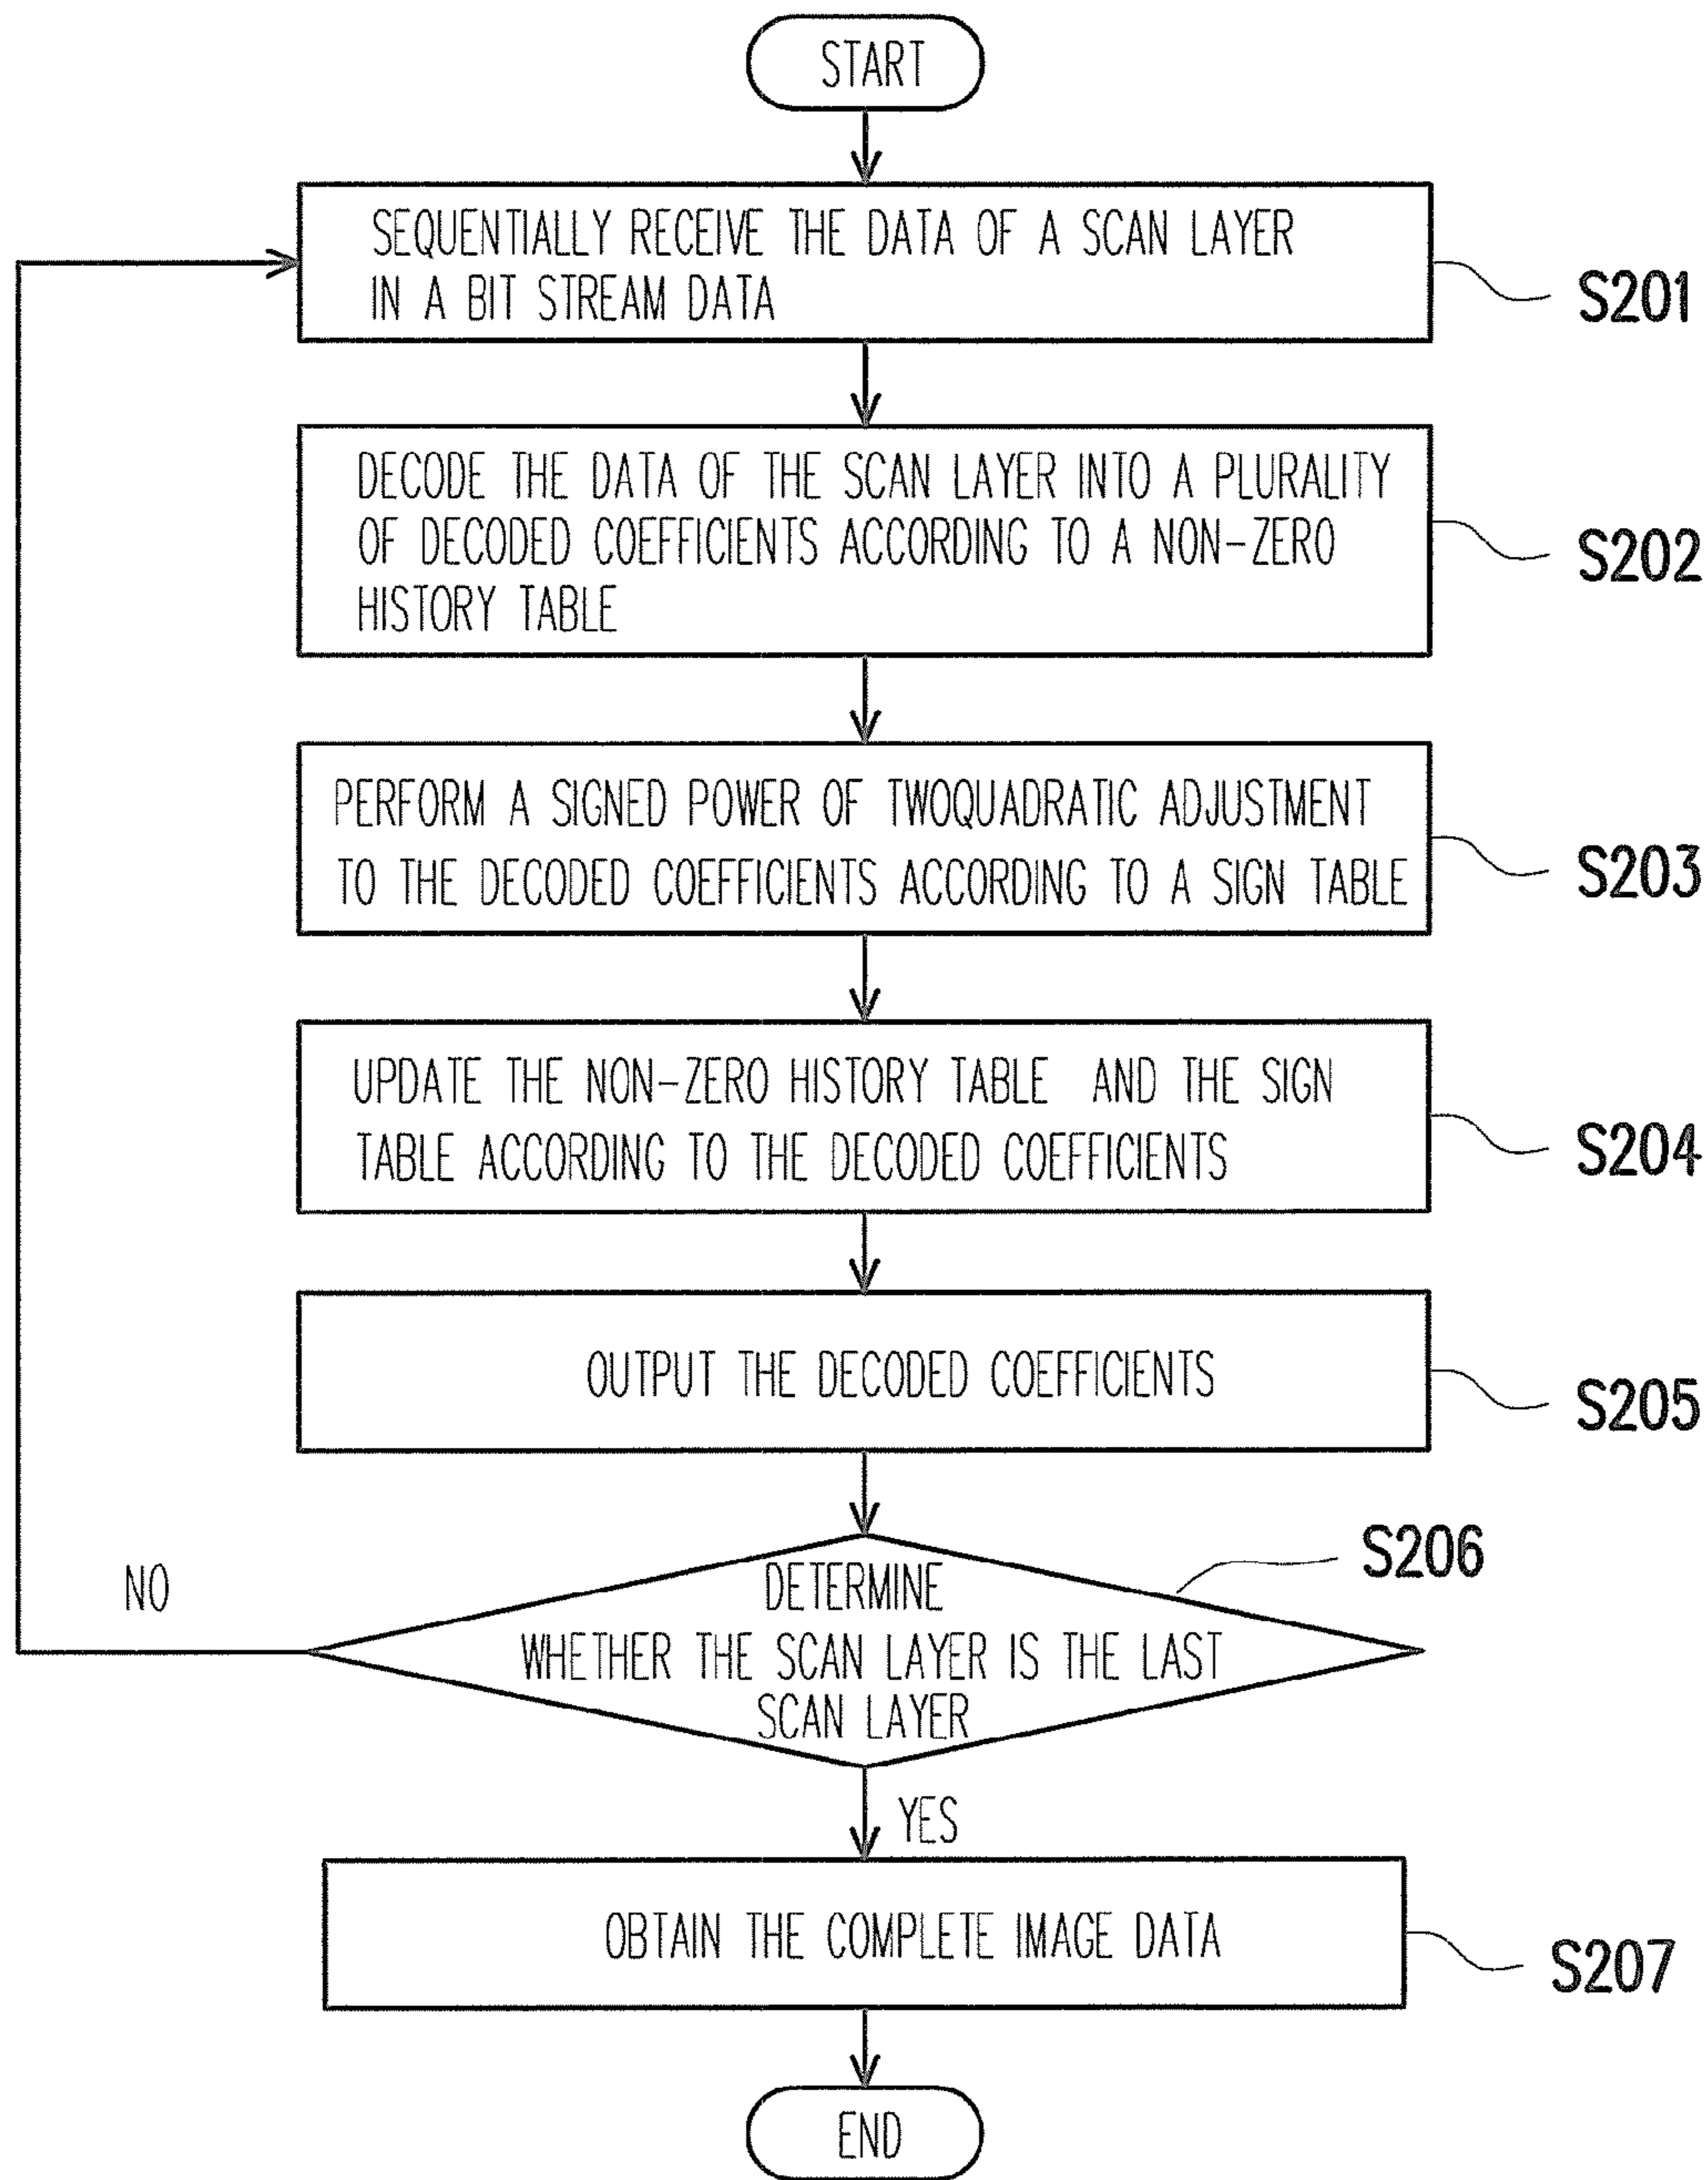 START
SEQUENTIALLY RECEIVE THE DATA OF A SCAN LAYER
IN A BIT STREAM DATA
S201
DECODE THE DATA OF THE SCAN LAYER INTO A PLURALITY
OF DECODED COEFFICIENTS ACCORDING TO A NON-ZERO
HISTORY TABLE
S202
PERFORM A SIGNED POWER OF TWOQUADRATIC ADJUSTMENT
TO THE DECODED COEFFICIENTS ACCORDING TO A SIGN TABLE
S203
UPDATE THE NON-ZERO HISTORY TABLE AND THE SIGN
TABLE ACCORDING TO THE DECODED COEFFICIENTS
S204
OUTPUT THE DECODED COEFFICIENTS
S205
S206
NO
DETERMINE
WHETHER THE SCAN LAYER IS THE LAST
SCAN LAYER
YES
OBTAIN THE COMPLETE IMAGE DATA
S207
END